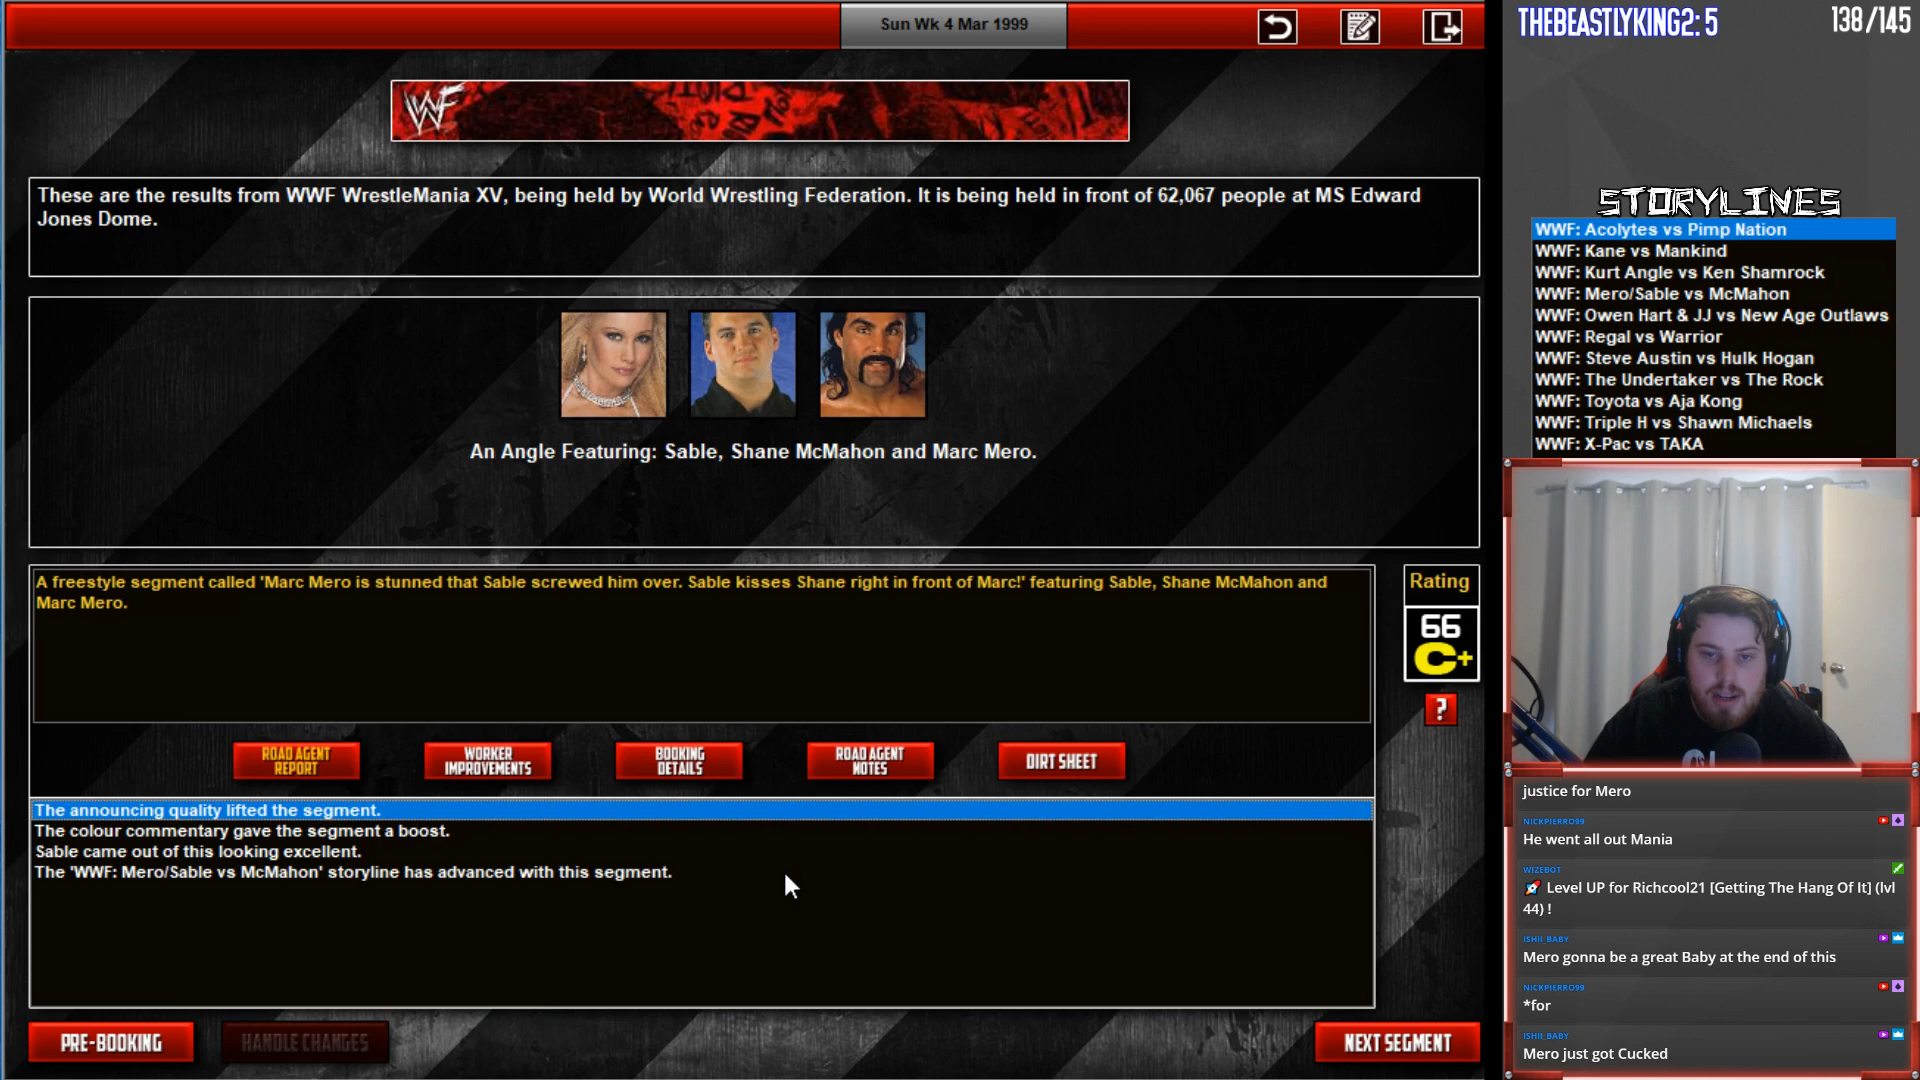 Sun Wk 4 Mar 1999
THEBEASTLYKING2: 5
138/145
WWF
These are the results from WWF WrestleMania XV, being held by World Wrestling Federation. It is being held in front of 62,067 people at MS Edward
Jones Dome.
An Angle Featuring: Sable, Shane McMahon and Marc Mero.
A freestyle segment called 'Marc Mero is stunned that Sable screwed him over. Sable kisses Shane right in front of Marc!' featuring Sable, Shane McMahon and
Marc Mero.
Rating
66
C+
?
ROAD AGENT
REPORT
WORKER
IMPROVEMENTS
BOOKING
DETAILS
ROAD AGENT
NOTES
DIRT SHEET
The announcing quality lifted the segment.
The colour commentary gave the segment a boost.
Sable came out of this looking excellent.
The 'WWF: Mero/Sable vs McMahon' storyline has advanced with this segment.
PRE-BOOKING
HANDLE CHANGES
NEXT SEGMENT
STORYLINES
WWF: Acolytes vs Pimp Nation
WWF: Kane vs Mankind
WWF: Kurt Angle vs Ken Shamrock
WWF: Mero/Sable vs McMahon
WWF: Owen Hart & JJ vs New Age Outlaws
WWF: Regal vs Warrior
WWF: Steve Austin vs Hulk Hogan
WWF: The Undertaker vs The Rock
WWF: Toyota vs Aja Kong
WWF: Triple H vs Shawn Michaels
WWF: X-Pac vs TAKA
justice for Mero
NICKPIERRO99
He went all out Mania
WIZEBOT
🚀 Level UP for Richcool21 [Getting The Hang Of It] (lvl
44) !
ISHII_BABY
Mero gonna be a great Baby at the end of this
NICKPIERRO99
*for
ISHII_BABY
Mero just got Cucked